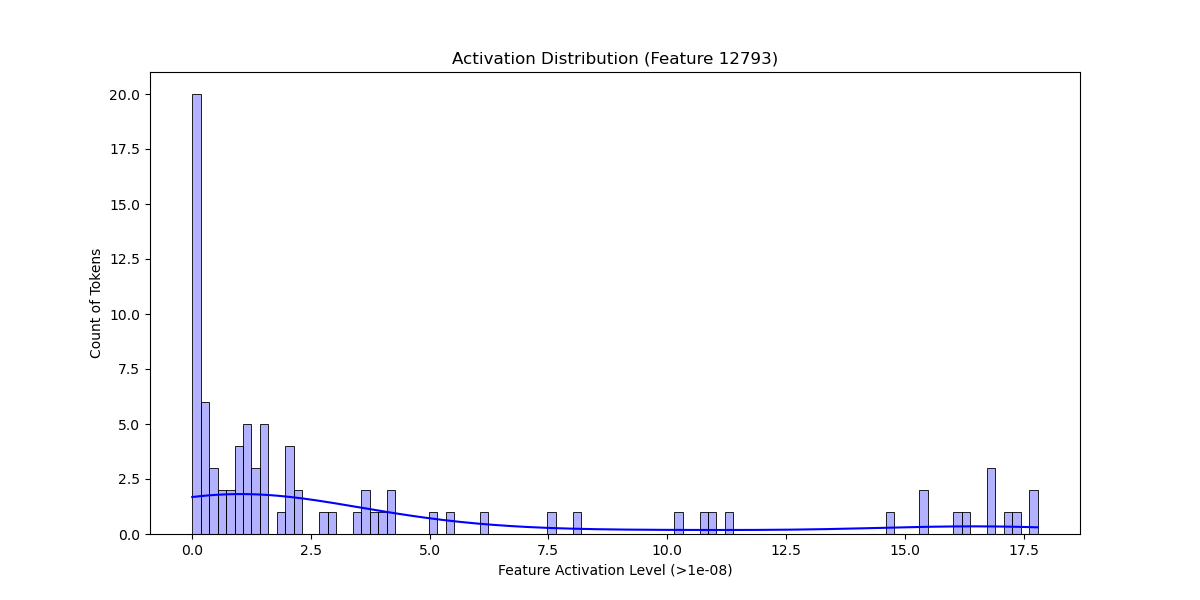 Activation Distribution (Feature 12793)
Count of Tokens
20.0
17.5
15.0
12.5
10.0
7.5
5.0
2.5
0.0
0.0 2.5 5.0 7.5 10.0 12.5 15.0 17.5
Feature Activation Level (>1e-08)